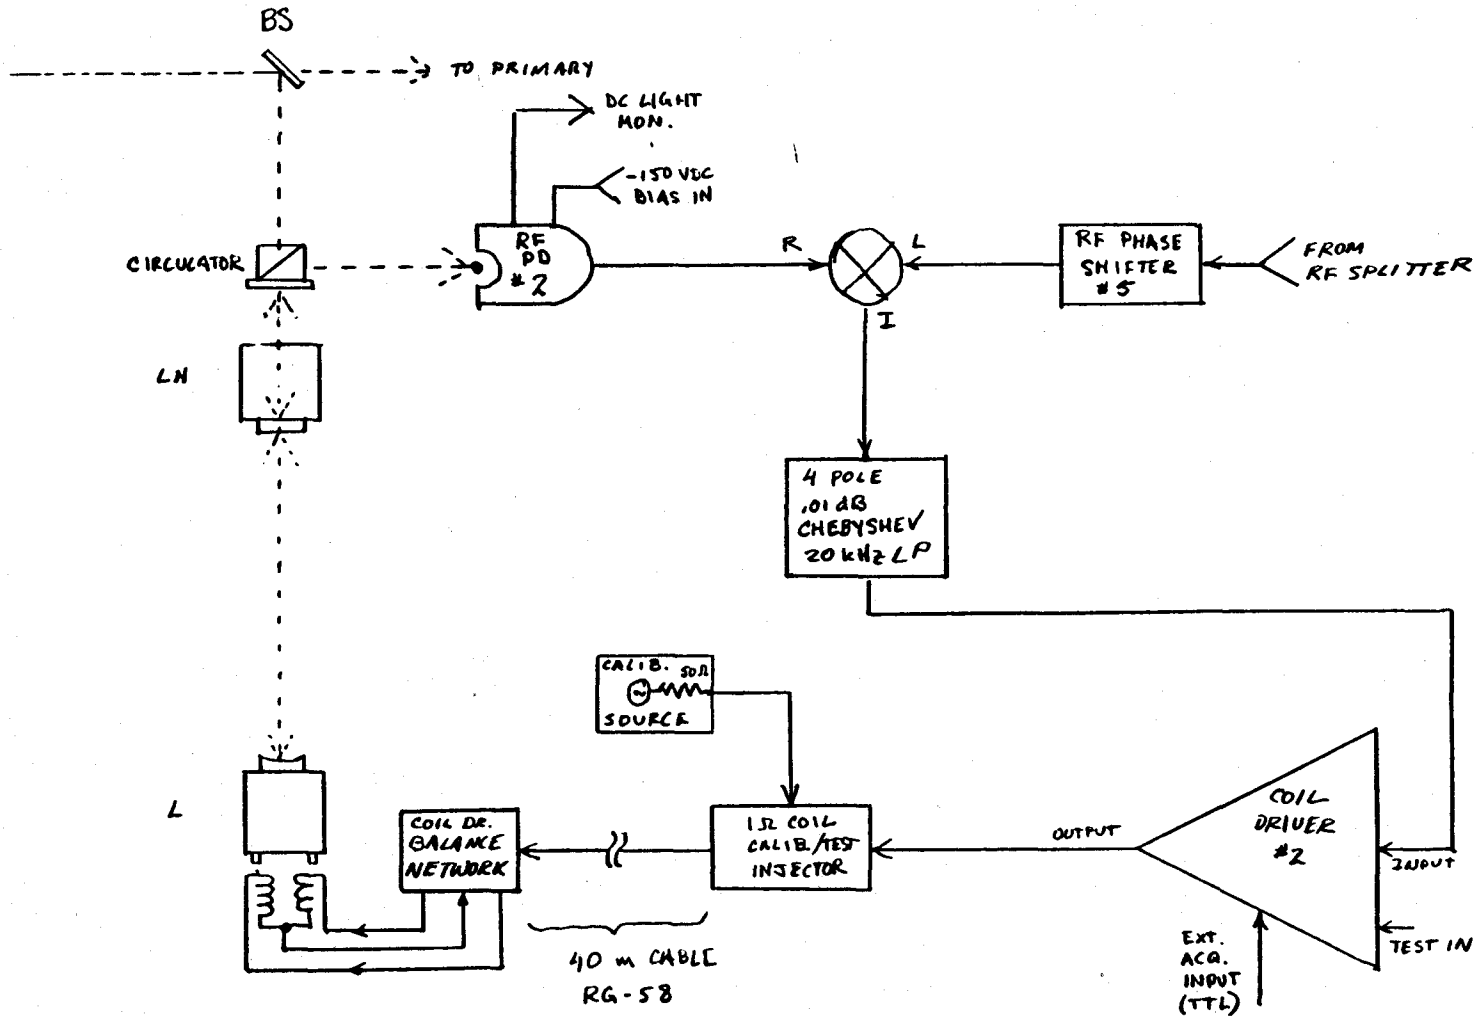 BS
TO PRIMARY
DC LIGHT
MON.
-150 VDC
BIAS IN
CIRCULATOR
RF
PD
#2
R
L
I
RF PHASE
SHIFTER
#5
FROM
RF SPLITTER
LN
4 POLE
.01 dB
CHEBYSHEV
20 kHz LP
CALIB.
50Ω
SOURCE
L
COIL DR.
BALANCE
NETWORK
1Ω COIL
CALIB./TEST
INJECTOR
OUTPUT
COIL
DRIVER
#2
INPUT
TEST IN
EXT.
ACQ.
INPUT
(TTL)
40 m CABLE
RG-58